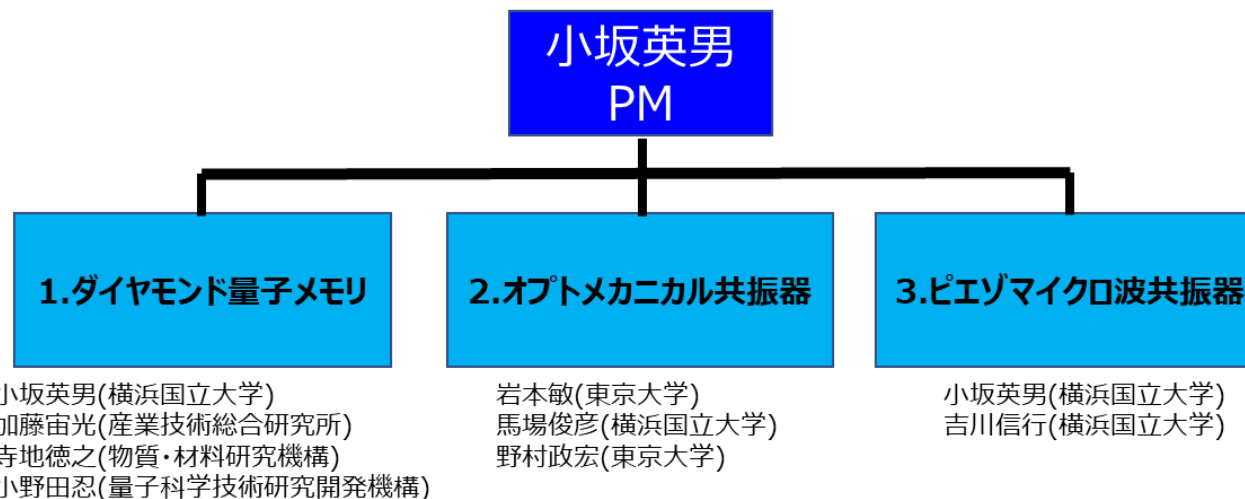 小坂英男
PM
1.ダイヤモンド量子メモリ
2.オプトメカニカル共振器
3.ピエゾマイクロ波共振器
小坂英男(横浜国立大学)
加藤宙光(産業技術総合研究所)
寺地徳之(物質・材料研究機構)
小野田忍(量子科学技術研究開発機構)
岩本敏(東京大学)
馬場俊彦(横浜国立大学)
野村政宏(東京大学)
小坂英男(横浜国立大学)
吉川信行(横浜国立大学)